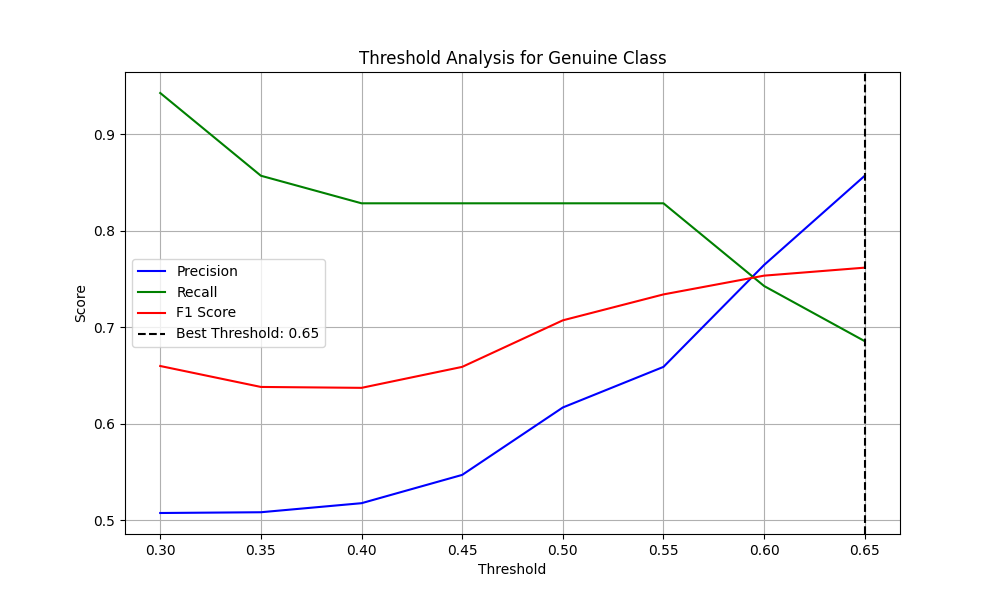 Threshold Analysis for Genuine Class
Score
0.9
0.8
0.7
0.6
0.5
Precision
Recall
F1 Score
Best Threshold: 0.65
0.30 0.35 0.40 0.45 0.50 0.55 0.60 0.65
Threshold